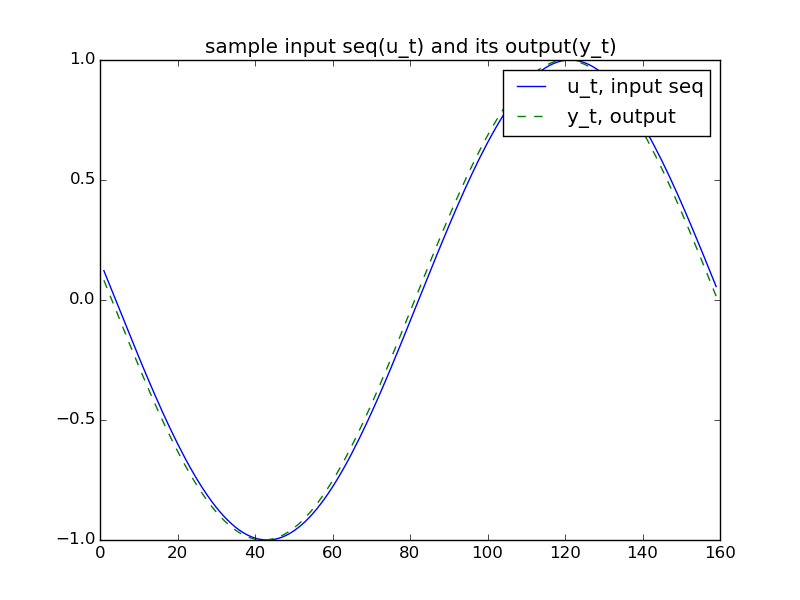 sample input seq(u_t) and its output(y_t)
u_t, input seq
y_t, output
1.0
0.5
0.0
−0.5
−1.0
0 20 40 60 80 100 120 140 160